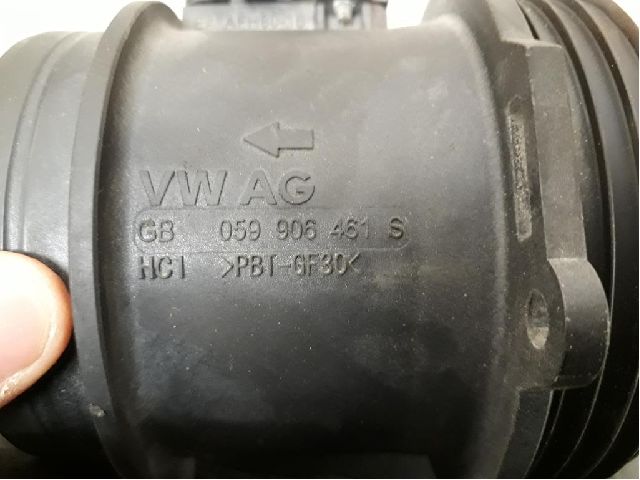 VW AG
GB 059 906 461 S
HC1 >PBT-GF30<